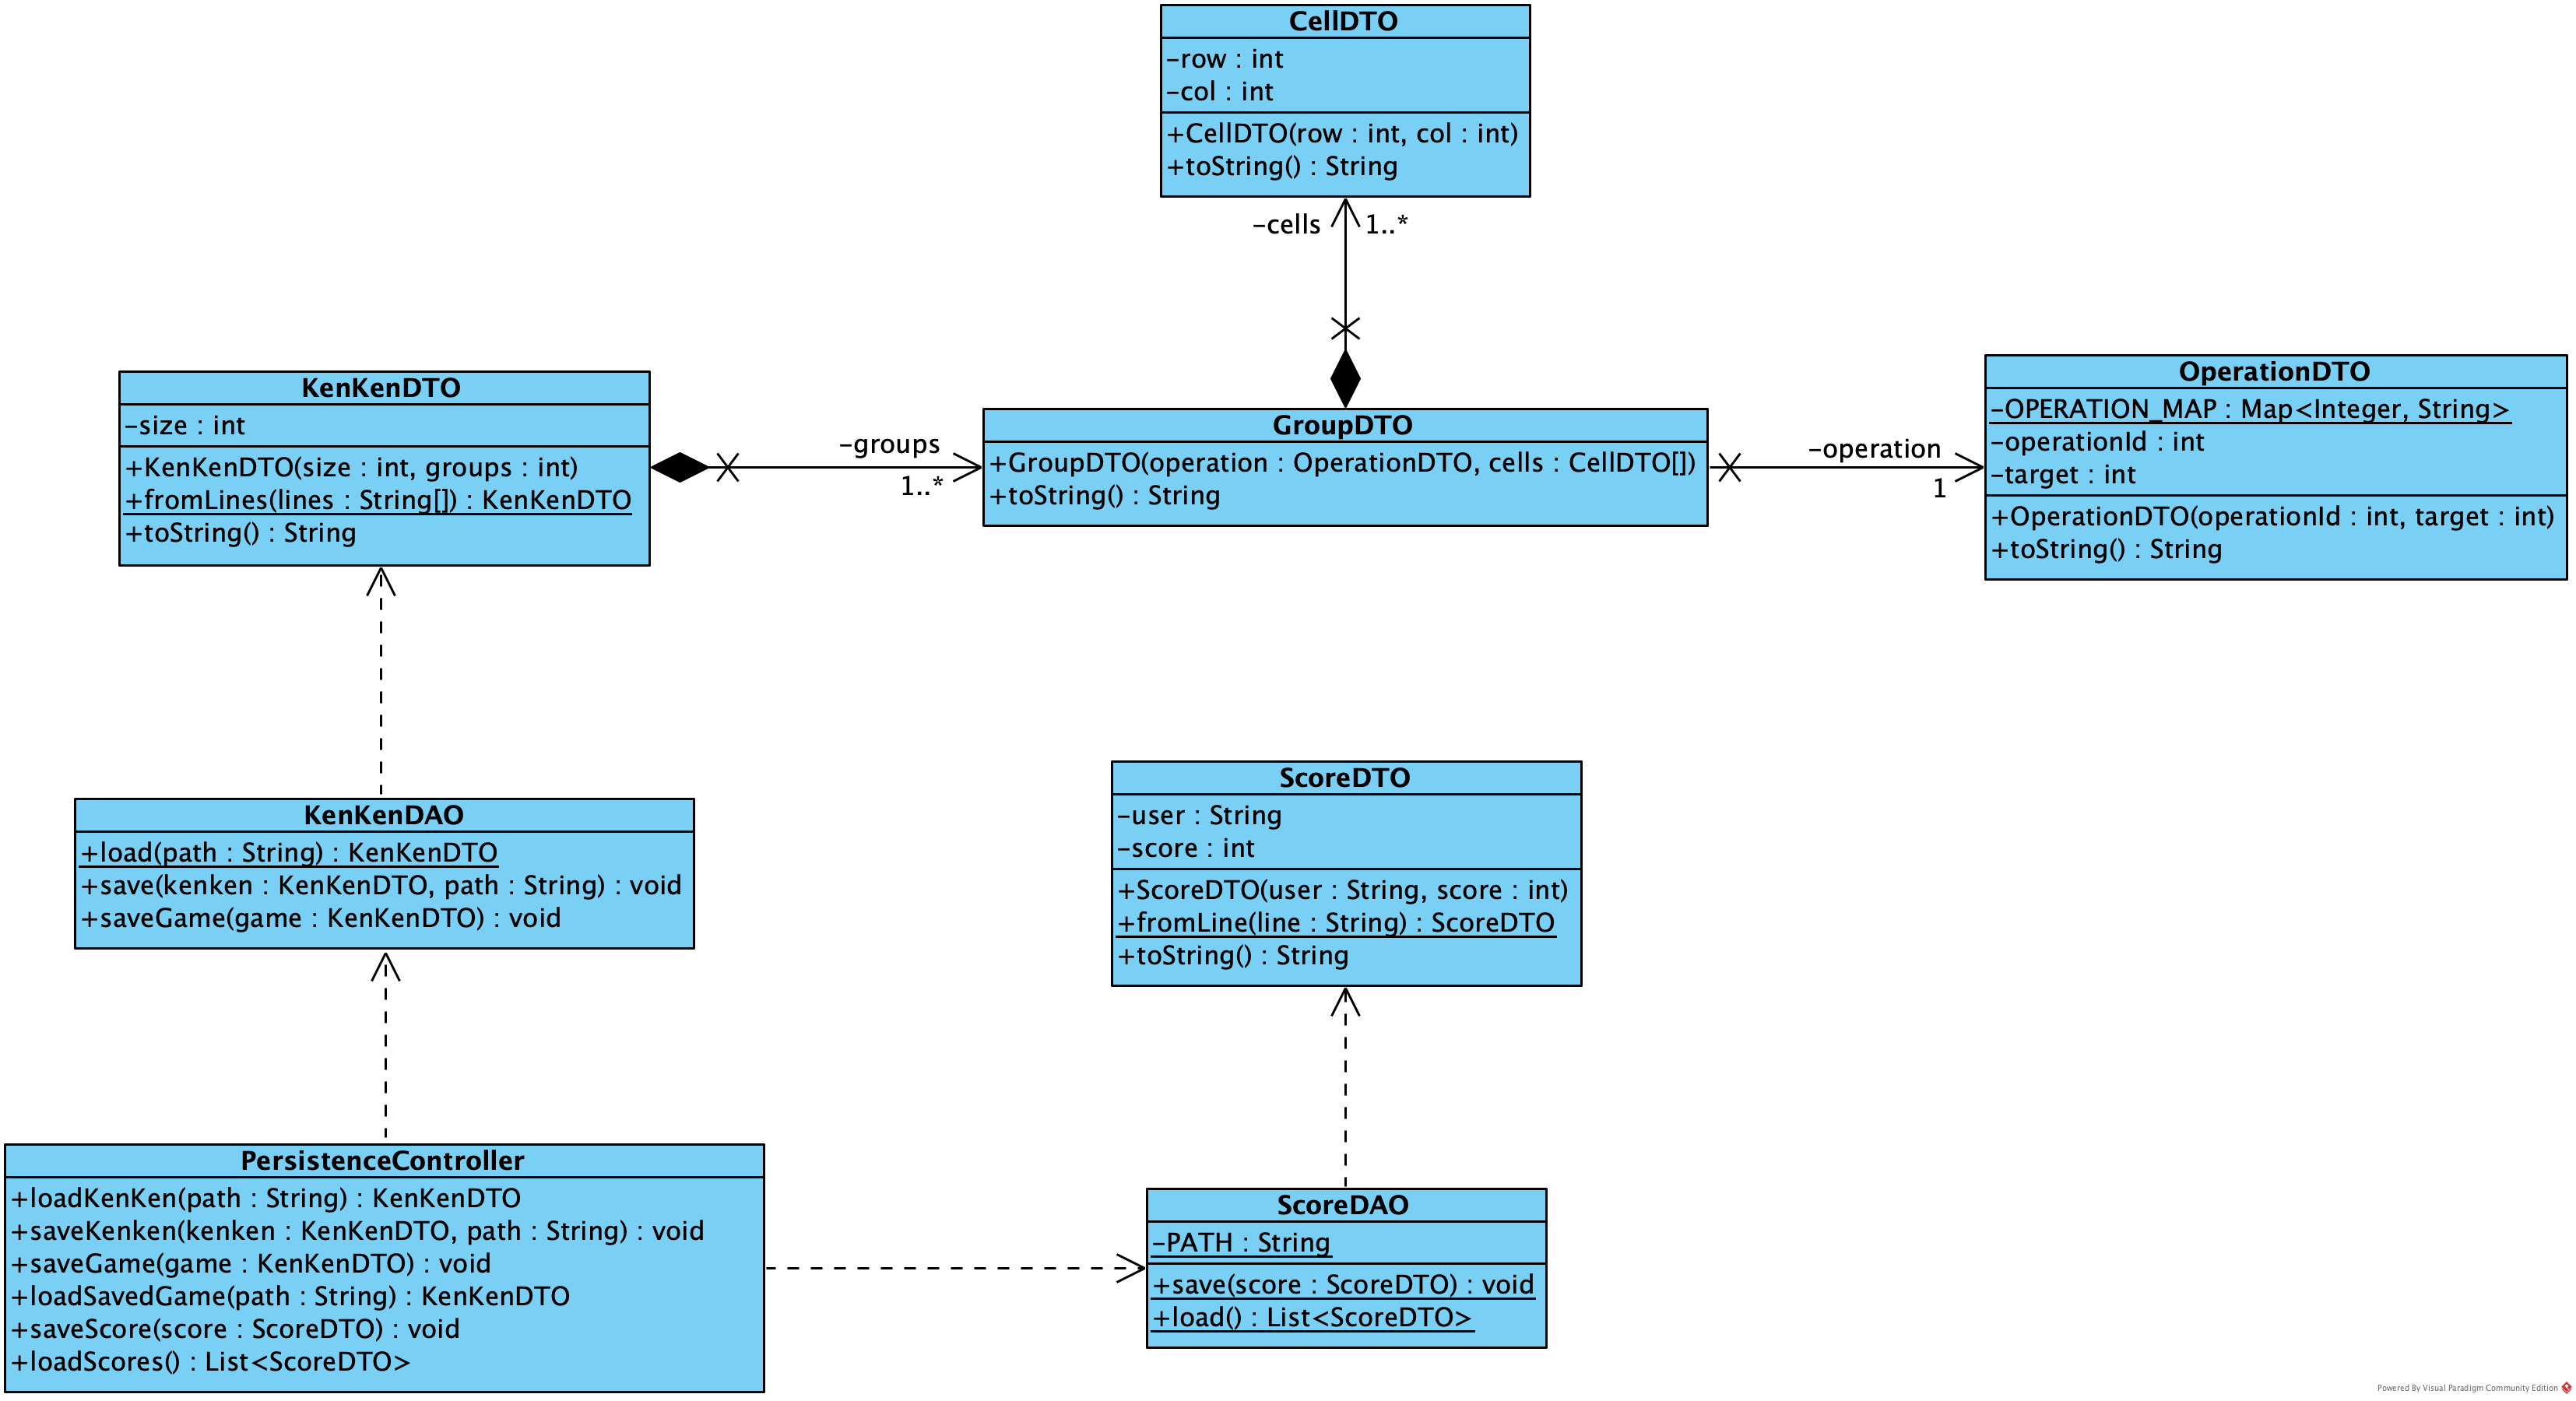 CellDTO
-row : int
-col : int
+CellDTO(row : int, col : int)
+toString() : String
-cells
1..*
KenKenDTO
-size : int
+KenKenDTO(size : int, groups : int)
+fromLines(lines : String[]) : KenKenDTO
+toString() : String
-groups
1..*
GroupDTO
+GroupDTO(operation : OperationDTO, cells : CellDTO[])
+toString() : String
-operation
1
OperationDTO
-OPERATION_MAP : Map<Integer, String>
-operationId : int
-target : int
+OperationDTO(operationId : int, target : int)
+toString() : String
KenKenDAO
+load(path : String) : KenKenDTO
+save(kenken : KenKenDTO, path : String) : void
+saveGame(game : KenKenDTO) : void
ScoreDTO
-user : String
-score : int
+ScoreDTO(user : String, score : int)
+fromLine(line : String) : ScoreDTO
+toString() : String
PersistenceController
+loadKenKen(path : String) : KenKenDTO
+saveKenken(kenken : KenKenDTO, path : String) : void
+saveGame(game : KenKenDTO) : void
+loadSavedGame(path : String) : KenKenDTO
+saveScore(score : ScoreDTO) : void
+loadScores() : List<ScoreDTO>
ScoreDAO
-PATH : String
+save(score : ScoreDTO) : void
+load() : List<ScoreDTO>
Powered By Visual Paradigm Community Edition